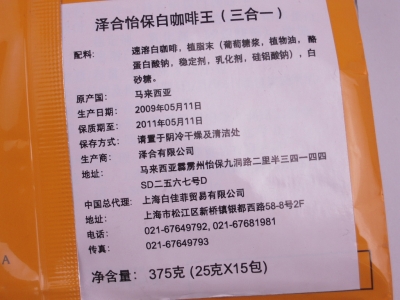 泽合怡保白咖啡王（三合一）
配料： 速溶白咖啡，植脂末（葡萄糖浆，植物油，酪
蛋白酸钠，稳定剂，乳化剂，硅铝酸钠），白
砂糖。
原产国： 马来西亚
生产日期： 2009年05月11日
保质期至： 2011年05月11日
保存方式： 请置于阴冷干燥及清洁处
生产商： 泽合有限公司
地址： 马来西亚霹雳州怡保九洞路二里半三四一四四
SD二五六七号D
中国总代理： 上海白佳菲贸易有限公司
地址： 上海市松江区新桥镇银都西路58-8号2F
电话： 021-67649792, 021-67681981
传真： 021-67649793
净含量： 375克 (25克X15包)
A